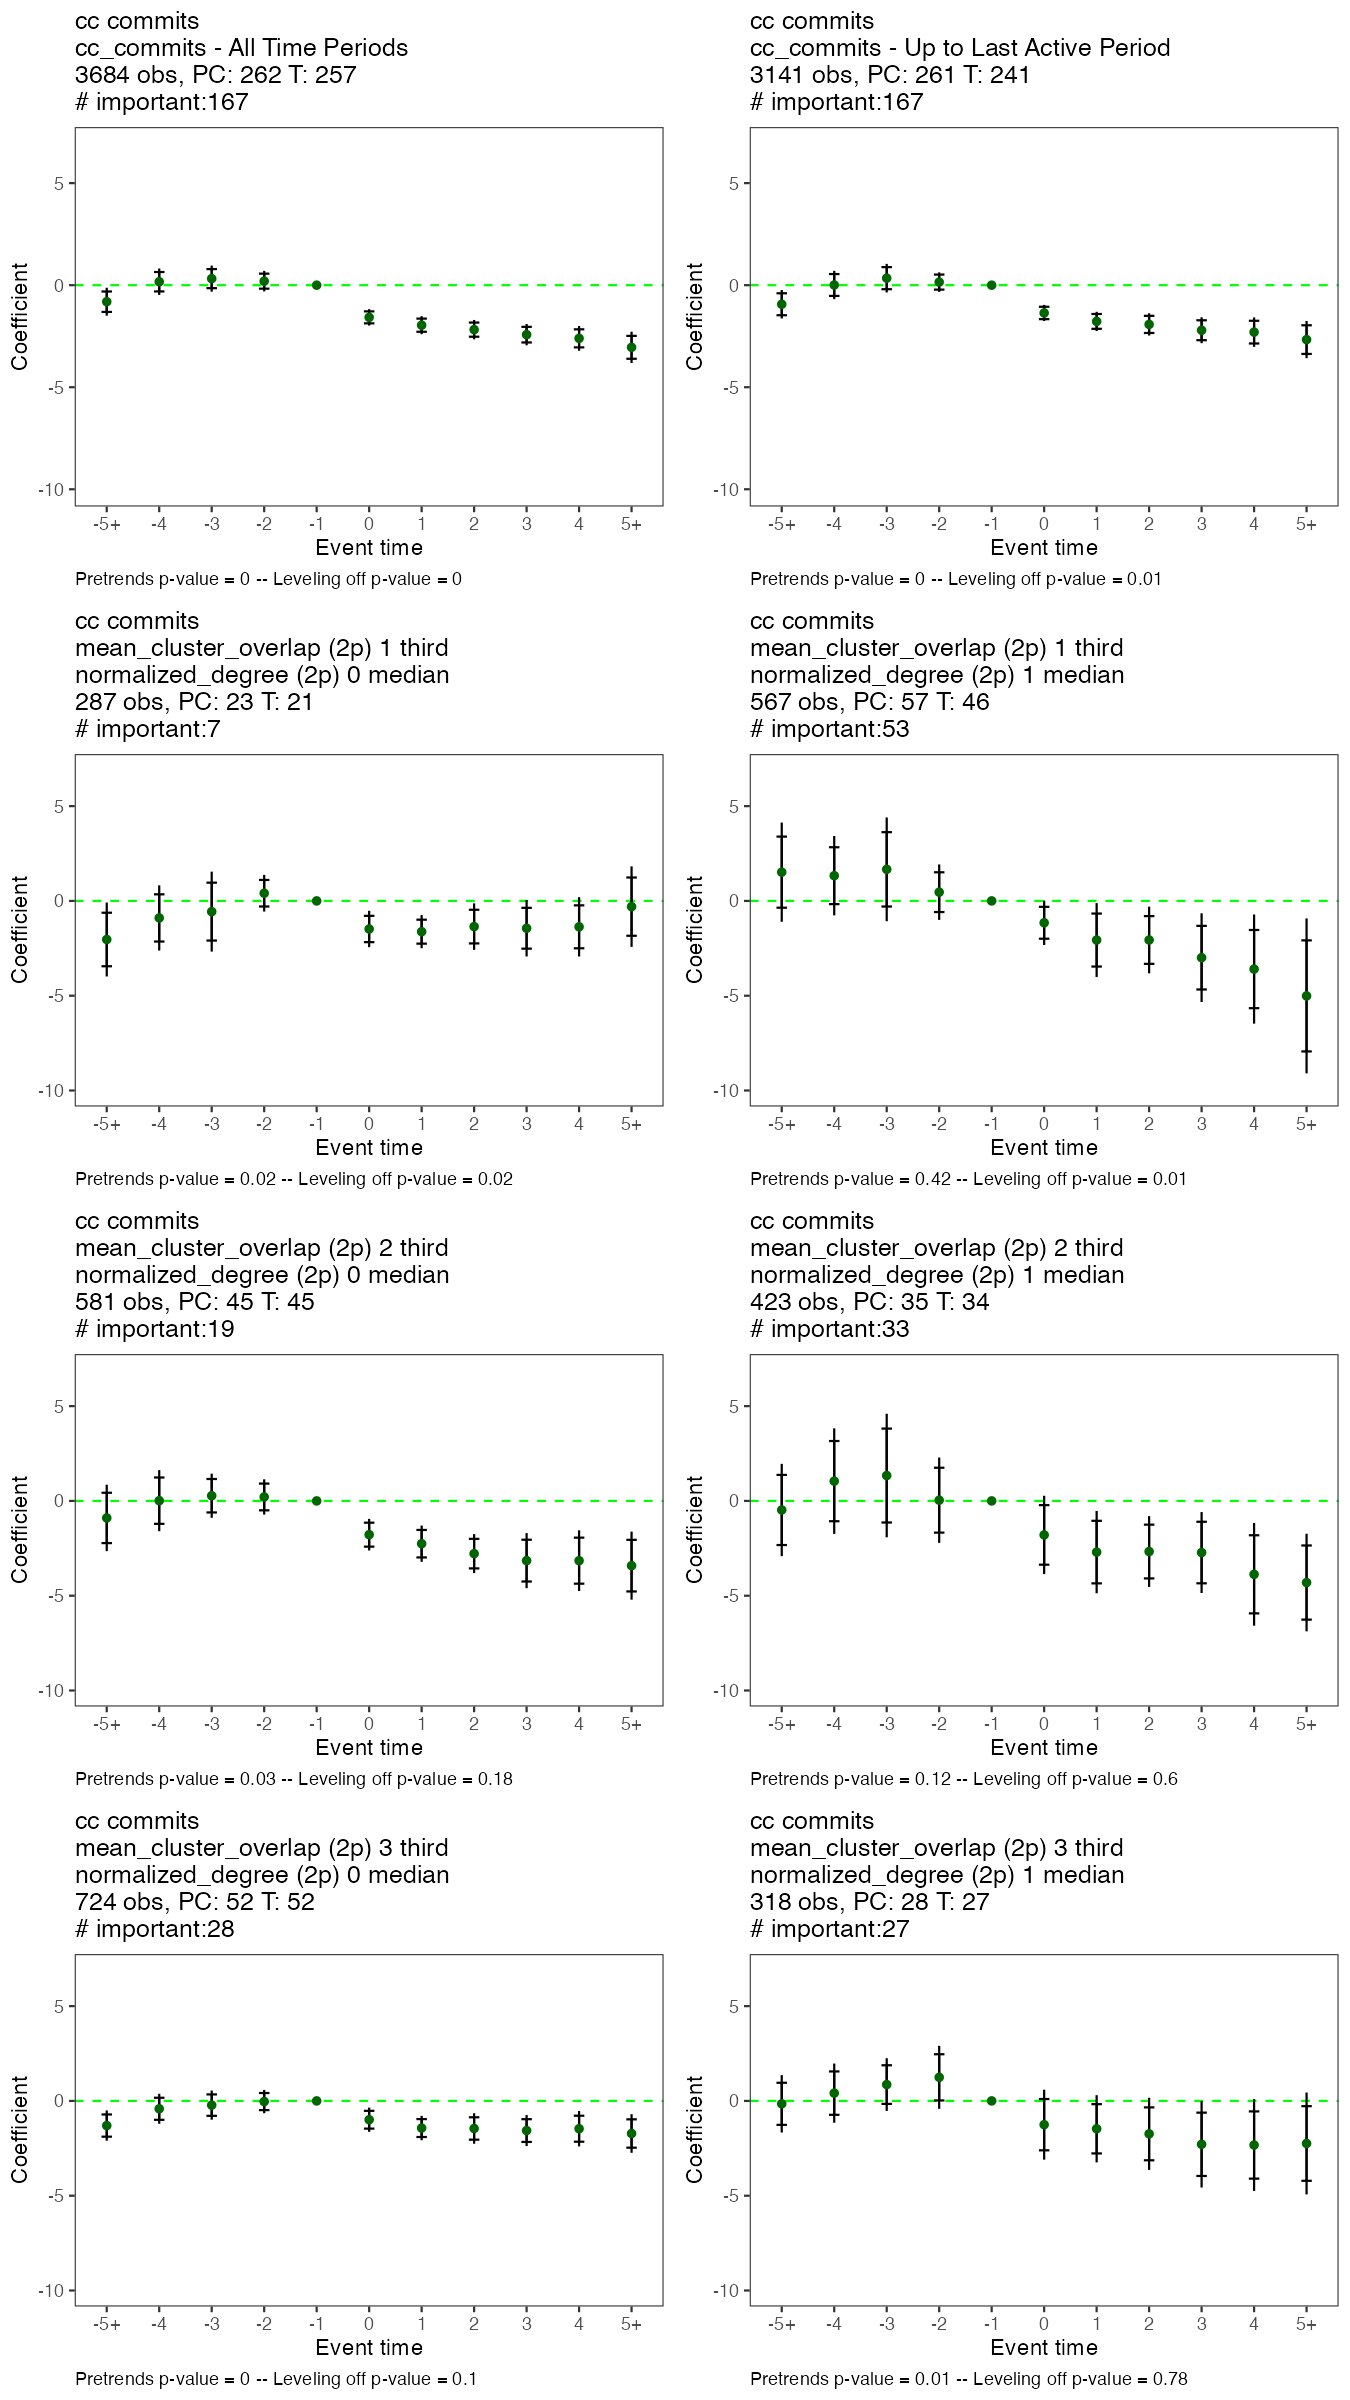 cc commits
cc_commits - All Time Periods
3684 obs, PC: 262 T: 257
# important:167
5
0
-5
-10
Coefficient
-5+ -4 -3 -2 -1 0 1 2 3 4 5+
Event time
Pretrends p-value = 0 -- Leveling off p-value = 0
cc commits
cc_commits - Up to Last Active Period
3141 obs, PC: 261 T: 241
# important:167
5
0
-5
-10
Coefficient
-5+ -4 -3 -2 -1 0 1 2 3 4 5+
Event time
Pretrends p-value = 0 -- Leveling off p-value = 0.01
cc commits
mean_cluster_overlap (2p) 1 third
normalized_degree (2p) 0 median
287 obs, PC: 23 T: 21
# important:7
5
0
-5
-10
Coefficient
-5+ -4 -3 -2 -1 0 1 2 3 4 5+
Event time
Pretrends p-value = 0.02 -- Leveling off p-value = 0.02
cc commits
mean_cluster_overlap (2p) 1 third
normalized_degree (2p) 1 median
567 obs, PC: 57 T: 46
# important:53
5
0
-5
-10
Coefficient
-5+ -4 -3 -2 -1 0 1 2 3 4 5+
Event time
Pretrends p-value = 0.42 -- Leveling off p-value = 0.01
cc commits
mean_cluster_overlap (2p) 2 third
normalized_degree (2p) 0 median
581 obs, PC: 45 T: 45
# important:19
5
0
-5
-10
Coefficient
-5+ -4 -3 -2 -1 0 1 2 3 4 5+
Event time
Pretrends p-value = 0.03 -- Leveling off p-value = 0.18
cc commits
mean_cluster_overlap (2p) 2 third
normalized_degree (2p) 1 median
423 obs, PC: 35 T: 34
# important:33
5
0
-5
-10
Coefficient
-5+ -4 -3 -2 -1 0 1 2 3 4 5+
Event time
Pretrends p-value = 0.12 -- Leveling off p-value = 0.6
cc commits
mean_cluster_overlap (2p) 3 third
normalized_degree (2p) 0 median
724 obs, PC: 52 T: 52
# important:28
5
0
-5
-10
Coefficient
-5+ -4 -3 -2 -1 0 1 2 3 4 5+
Event time
Pretrends p-value = 0 -- Leveling off p-value = 0.1
cc commits
mean_cluster_overlap (2p) 3 third
normalized_degree (2p) 1 median
318 obs, PC: 28 T: 27
# important:27
5
0
-5
-10
Coefficient
-5+ -4 -3 -2 -1 0 1 2 3 4 5+
Event time
Pretrends p-value = 0.01 -- Leveling off p-value = 0.78